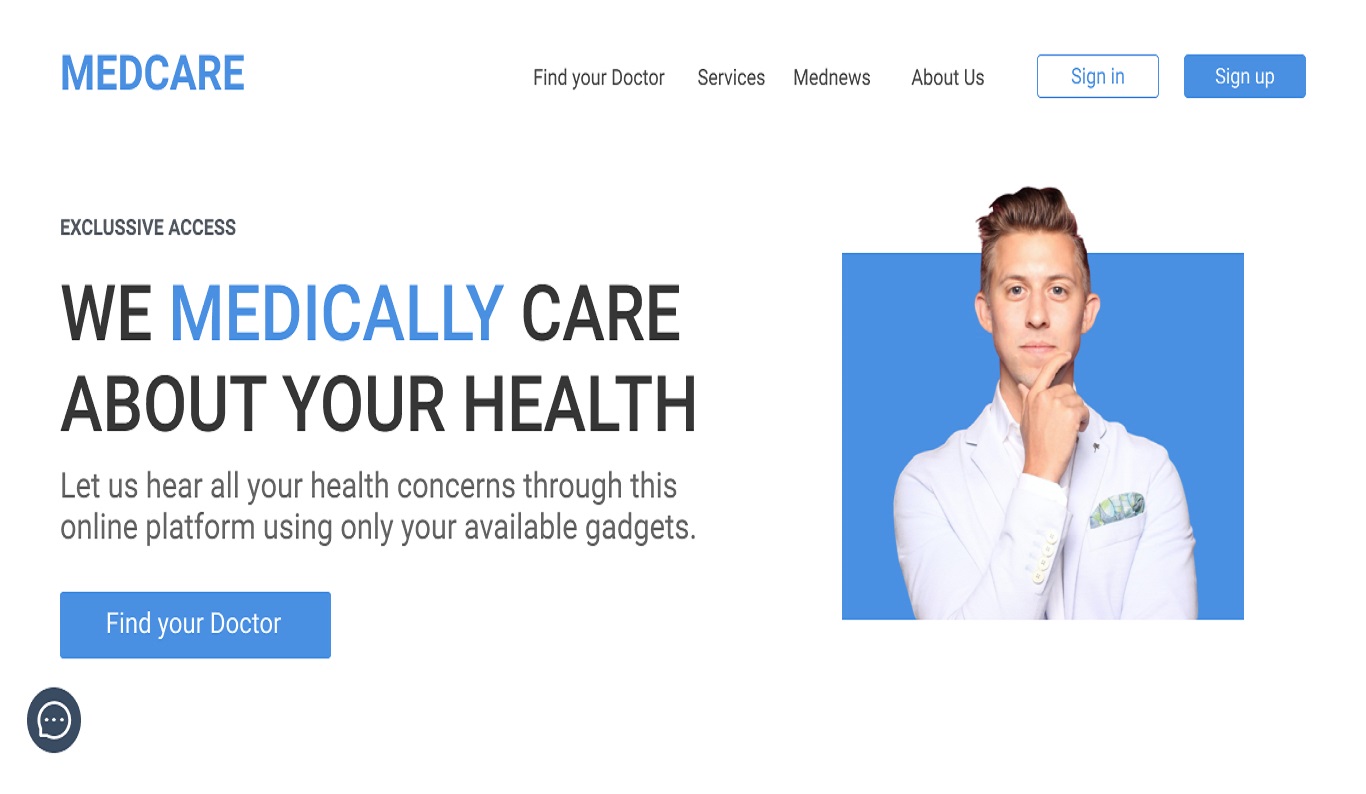 MEDCARE
Find your Doctor
Services
Mednews
About Us
Sign in
Sign up
EXCLUSSIVE ACCESS
WE MEDICALLY CARE
ABOUT YOUR HEALTH
Let us hear all your health concerns through this
online platform using only your available gadgets.
Find your Doctor